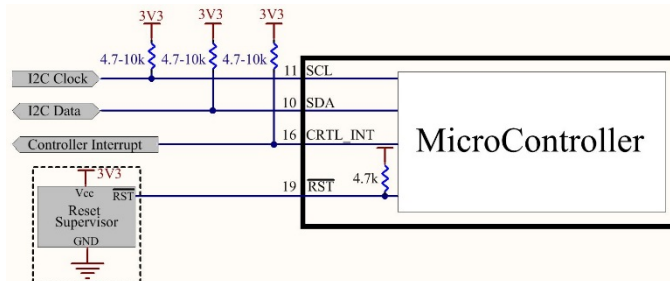 3V3 3V3 3V3
4.7-10k 4.7-10k 4.7-10k
I2C Clock 11 SCL
I2C Data 10 SDA
Controller Interrupt 16 CRTL_INT
MicroController
3V3
Vcc RST 19 RST 4.7k
Reset
Supervisor
GND